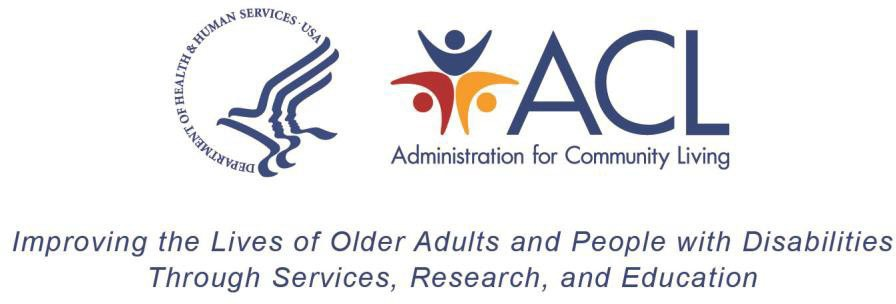 DEPARTMENT OF HEALTH & HUMAN SERVICES · USA
ACL
Administration for Community Living
Improving the Lives of Older Adults and People with Disabilities
Through Services, Research, and Education